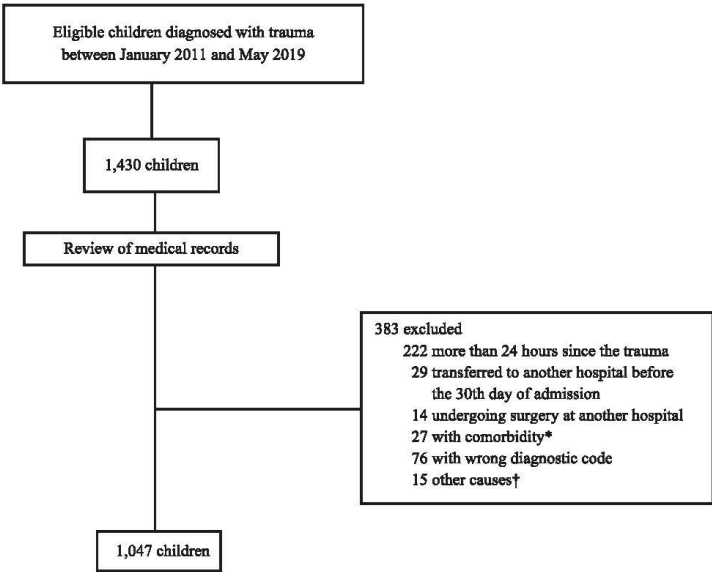 Eligible children diagnosed with trauma
between January 2011 and May 2019
1,430 children
Review of medical records
383 excluded
222 more than 24 hours since the trauma
29 transferred to another hospital before
the 30th day of admission
14 undergoing surgery at another hospital
27 with comorbidity*
76 with wrong diagnostic code
15 other causes†
1,047 children